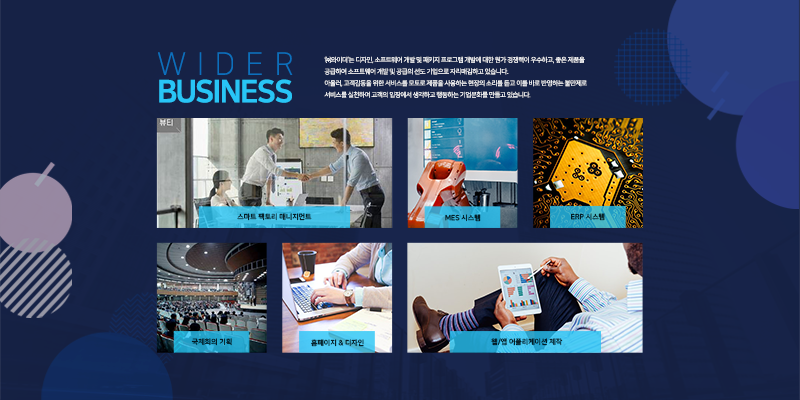 WIDER
BUSINESS
'㈜와이더'는 디자인, 소프트웨어 개발 및 패키지 프로그램 개발에 대한 원가 경쟁력이 우수하고, 좋은 제품을
공급하여 소프트웨어 개발 및 공급의 선도 기업으로 자리매김하고 있습니다.
아울러, 고객감동을 위한 서비스를 모토로 제품을 사용하는 현장의 소리를 듣고 이를 바로 반영하는 불만제로
서비스를 실천하여 고객의 입장에서 생각하고 행동하는 기업문화를 만들고 있습니다.
뷰티
스마트 팩토리 매니지먼트
MES 시스템
ERP 시스템
국제회의 기획
홈페이지 & 디자인
웹/앱 어플리케이션 제작